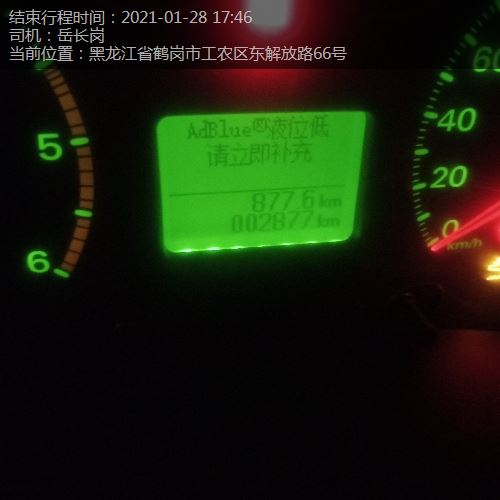 结束行程时间：2021-01-28 17:46
司机：岳长岗
当前位置：黑龙江省鹤岗市工农区东解放路66号
AdBlue®液位低
请立即补充
877.6 km
002877 km
5
6
60
40
20
0
km/h